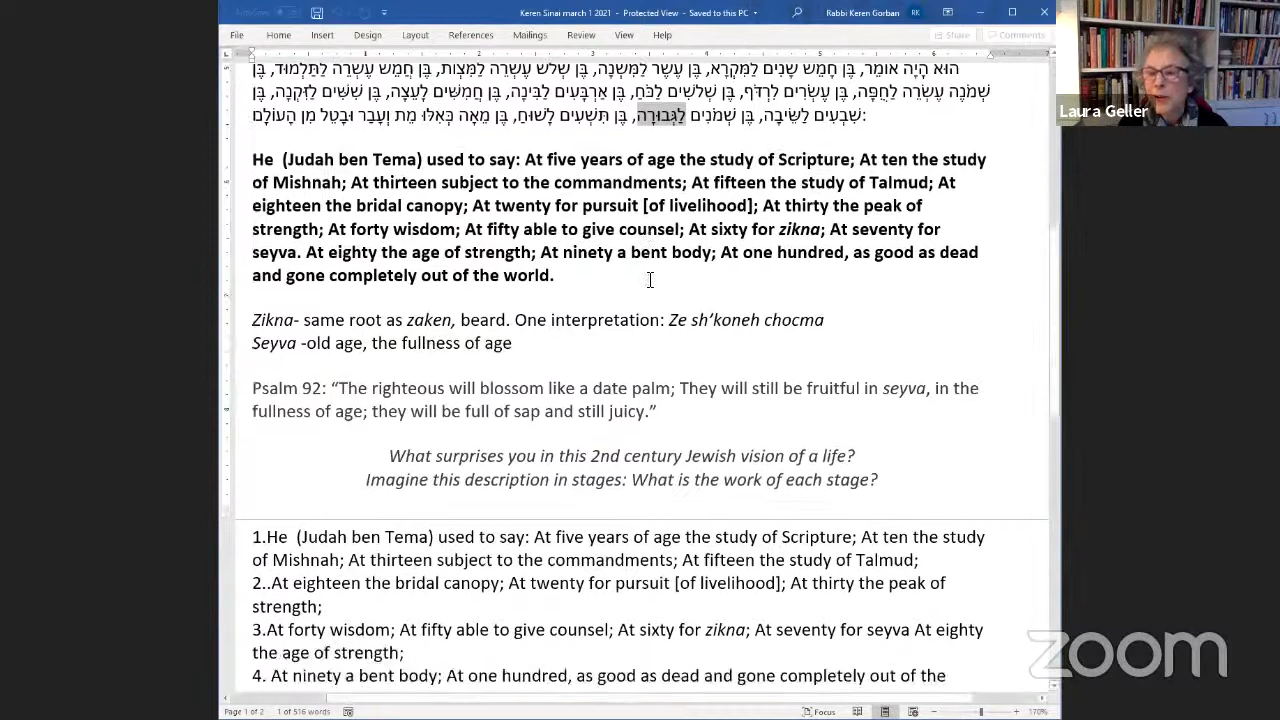 AutoSave
Keren Sinai march 1 2021 - Protected View - Saved to this PC
Rabbi Keren Gorban RK
File Home Insert Draw Design Layout References Mailings Review View Help Share Comments
הוּא הָיָה אוֹמֵר, בֶּן חָמֵשׁ שָׁנִים לַמִּקְרָא, בֶּן עֶשֶׂר לַמִּשְׁנָה, בֶּן שְׁלֹשׁ עֶשְׂרֵה לַמִּצְוֹת, בֶּן חֲמֵשׁ עֶשְׂרֵה לַתַּלְמוּד, בֶּן
שְׁמֹנֶה עֶשְׂרֵה לַחֻפָּה, בֶּן עֶשְׂרִים לִרְדֹּף, בֶּן שְׁלֹשִׁים לַכֹּחַ, בֶּן אַרְבָּעִים לַבִּינָה, בֶּן חֲמִשִּׁים לָעֵצָה, בֶּן שִׁשִּׁים לַזִּקְנָה, בֶּן
שִׁבְעִים לַשֵּׂיבָה, בֶּן שְׁמֹנִים לַגְּבוּרָה, בֶּן תִּשְׁעִים לָשׁוּחַ, בֶּן מֵאָה כְּאִלּוּ מֵת וְעָבַר וּבָטֵל מִן הָעוֹלָם:
He (Judah ben Tema) used to say: At five years of age the study of Scripture; At ten the study
of Mishnah; At thirteen subject to the commandments; At fifteen the study of Talmud; At
eighteen the bridal canopy; At twenty for pursuit [of livelihood]; At thirty the peak of
strength; At forty wisdom; At fifty able to give counsel; At sixty for zikna; At seventy for
seyva. At eighty the age of strength; At ninety a bent body; At one hundred, as good as dead
and gone completely out of the world.
Zikna- same root as zaken, beard. One interpretation: Ze sh’koneh chocma
Seyva -old age, the fullness of age
Psalm 92: “The righteous will blossom like a date palm; They will still be fruitful in seyva, in the
fullness of age; they will be full of sap and still juicy.”
What surprises you in this 2nd century Jewish vision of a life?
Imagine this description in stages: What is the work of each stage?
1.He (Judah ben Tema) used to say: At five years of age the study of Scripture; At ten the study
of Mishnah; At thirteen subject to the commandments; At fifteen the study of Talmud;
2..At eighteen the bridal canopy; At twenty for pursuit [of livelihood]; At thirty the peak of
strength;
3.At forty wisdom; At fifty able to give counsel; At sixty for zikna; At seventy for seyva At eighty
the age of strength;
4. At ninety a bent body; At one hundred, as good as dead and gone completely out of the
Page 1 of 2 1 of 516 words Focus 170%
Laura Geller
zoom